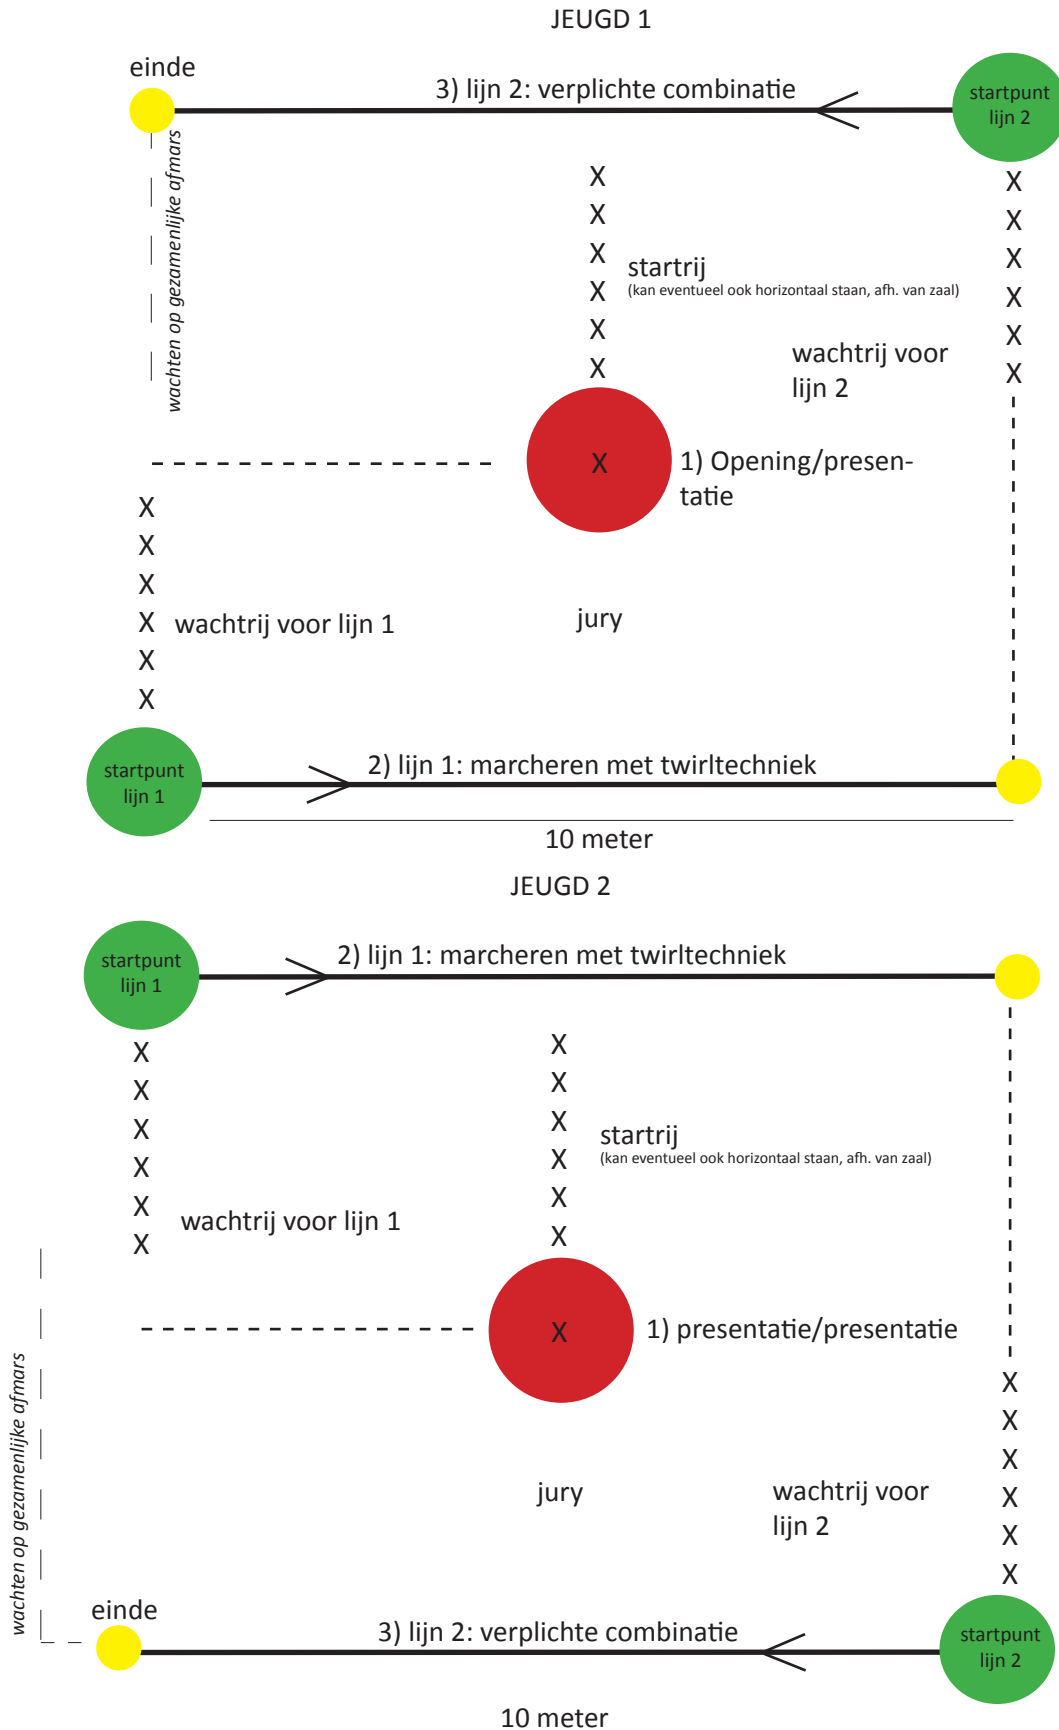 JEUGD 1
einde
3) lijn 2: verplichte combinatie
startpunt
lijn 2
wachten op gezamenlijke afmars
X
X
X
X
X
X
startrij
(kan eventueel ook horizontaal staan, afh. van zaal)
X
X
X
X
X
X
wachtrij voor
lijn 2
X
1) Opening/presen-
tatie
X
X
X
X
X
X
wachtrij voor lijn 1
jury
startpunt
lijn 1
2) lijn 1: marcheren met twirltechniek
10 meter
JEUGD 2
startpunt
lijn 1
2) lijn 1: marcheren met twirltechniek
X
X
X
X
X
X
wachtrij voor lijn 1
X
X
X
X
X
X
startrij
(kan eventueel ook horizontaal staan, afh. van zaal)
X
1) presentatie/presentatie
wachten op gezamenlijke afmars
jury
wachtrij voor
lijn 2
X
X
X
X
X
X
einde
3) lijn 2: verplichte combinatie
startpunt
lijn 2
10 meter